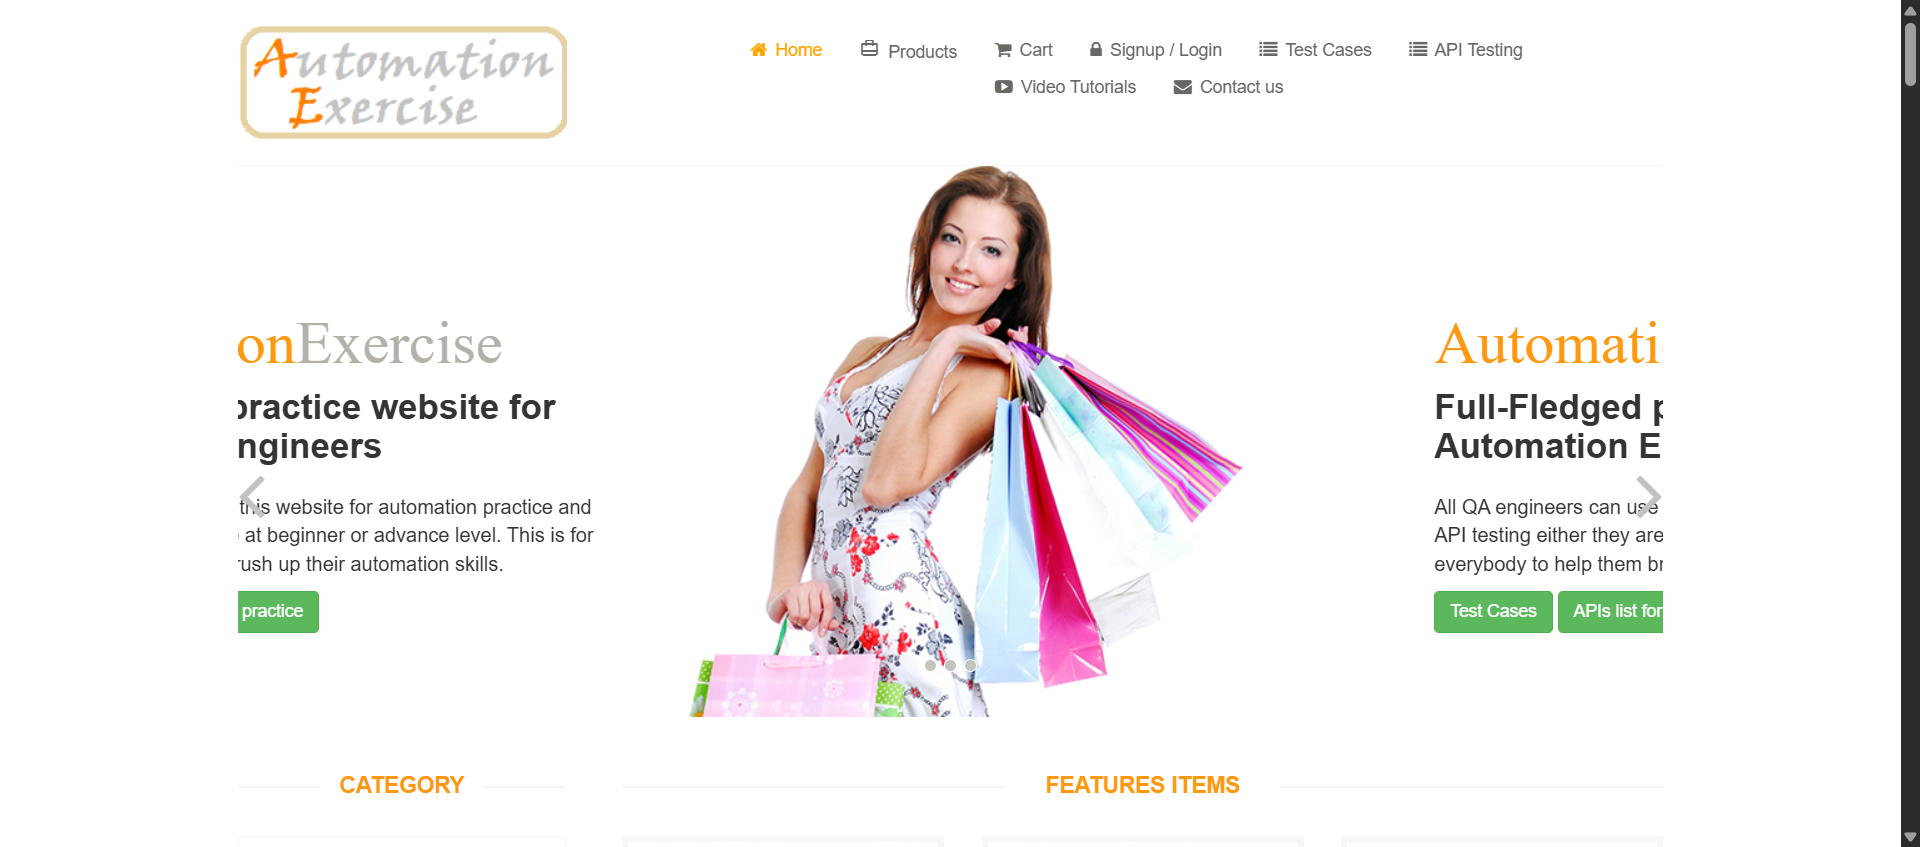 Automation
Exercise
Home
Products
Cart
Signup / Login
Test Cases
API Testing
Video Tutorials
Contact us
onExercise
practice website for
ngineers
this website for automation practice and
at beginner or advance level. This is for
rush up their automation skills.
practice
Automati
Full-Fledged p
Automation E
All QA engineers can use
API testing either they are
everybody to help them br
Test Cases
APIs list for
CATEGORY
FEATURES ITEMS